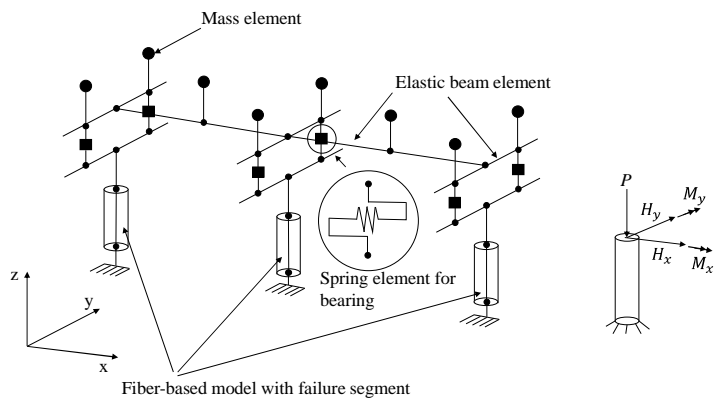 Mass element
Elastic beam element
P
H_y
M_y
H_x
M_x
Spring element for
bearing
z
y
x
Fiber-based model with failure segment